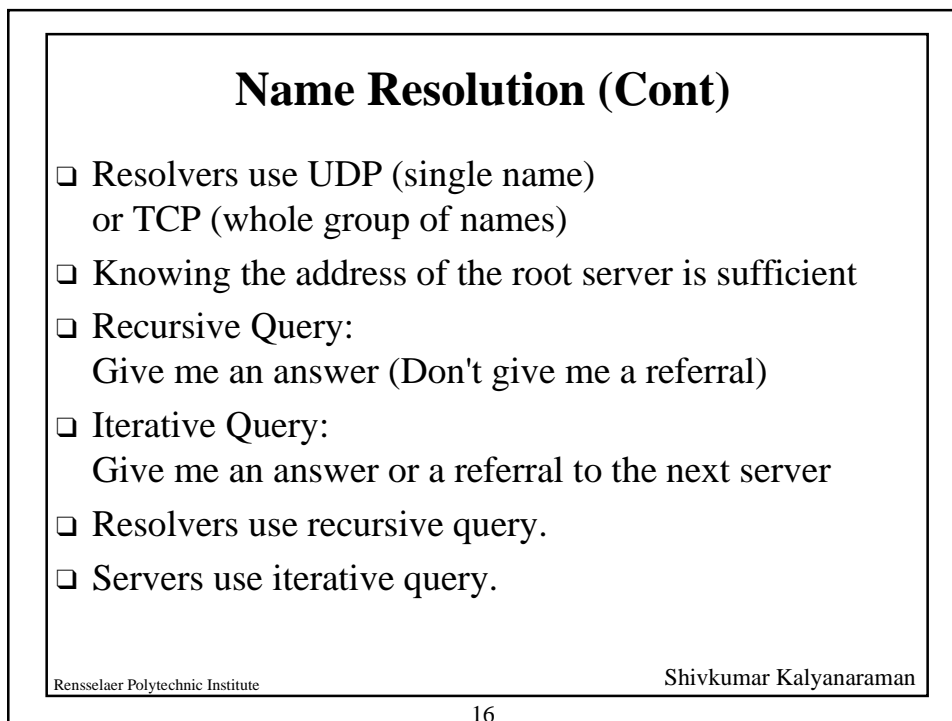 Name Resolution (Cont)
❑ Resolvers use UDP (single name)
or TCP (whole group of names)
❑ Knowing the address of the root server is sufficient
❑ Recursive Query:
Give me an answer (Don't give me a referral)
❑ Iterative Query:
Give me an answer or a referral to the next server
❑ Resolvers use recursive query.
❑ Servers use iterative query.
Rensselaer Polytechnic Institute
Shivkumar Kalyanaraman
16